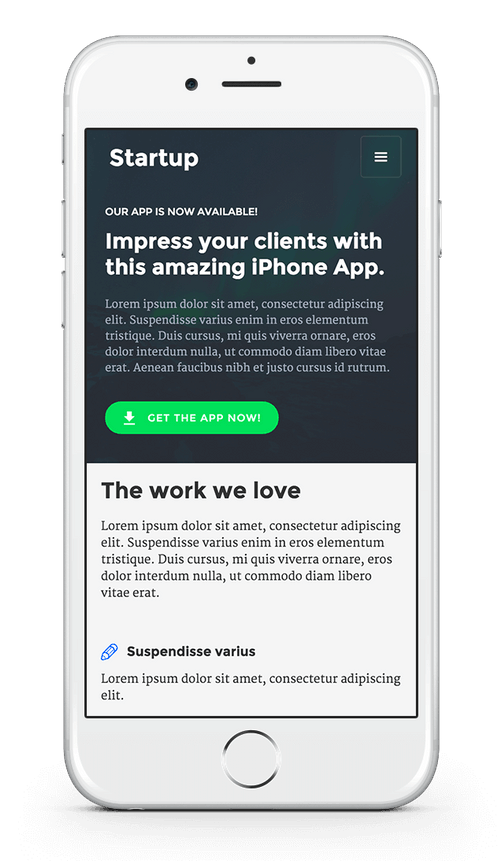 Startup
OUR APP IS NOW AVAILABLE!
Impress your clients with
this amazing iPhone App.
Lorem ipsum dolor sit amet, consectetur adipiscing
elit. Suspendisse varius enim in eros elementum
tristique. Duis cursus, mi quis viverra ornare, eros
dolor interdum nulla, ut commodo diam libero vitae
erat. Aenean faucibus nibh et justo cursus id rutrum.
GET THE APP NOW!
The work we love
Lorem ipsum dolor sit amet, consectetur adipiscing
elit. Suspendisse varius enim in eros elementum
tristique. Duis cursus, mi quis viverra ornare, eros
dolor interdum nulla, ut commodo diam libero
vitae erat.
Suspendisse varius
Lorem ipsum dolor sit amet, consectetur adipiscing
elit.